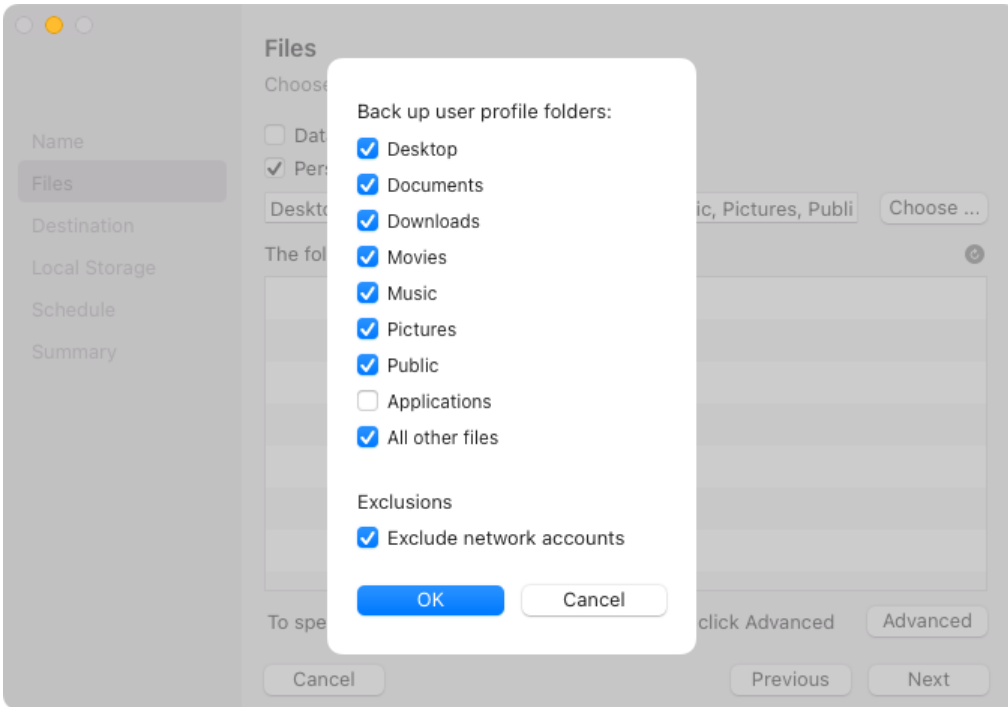 Files
Choose
Name
Files
Destination
Local Storage
Schedule
Summary
Dat
Pers
Deskto
ic, Pictures, Publi
Choose ...
The fol
To spe
click Advanced
Advanced
Cancel
Previous
Next
Back up user profile folders:
Desktop
Documents
Downloads
Movies
Music
Pictures
Public
Applications
All other files
Exclusions
Exclude network accounts
OK
Cancel